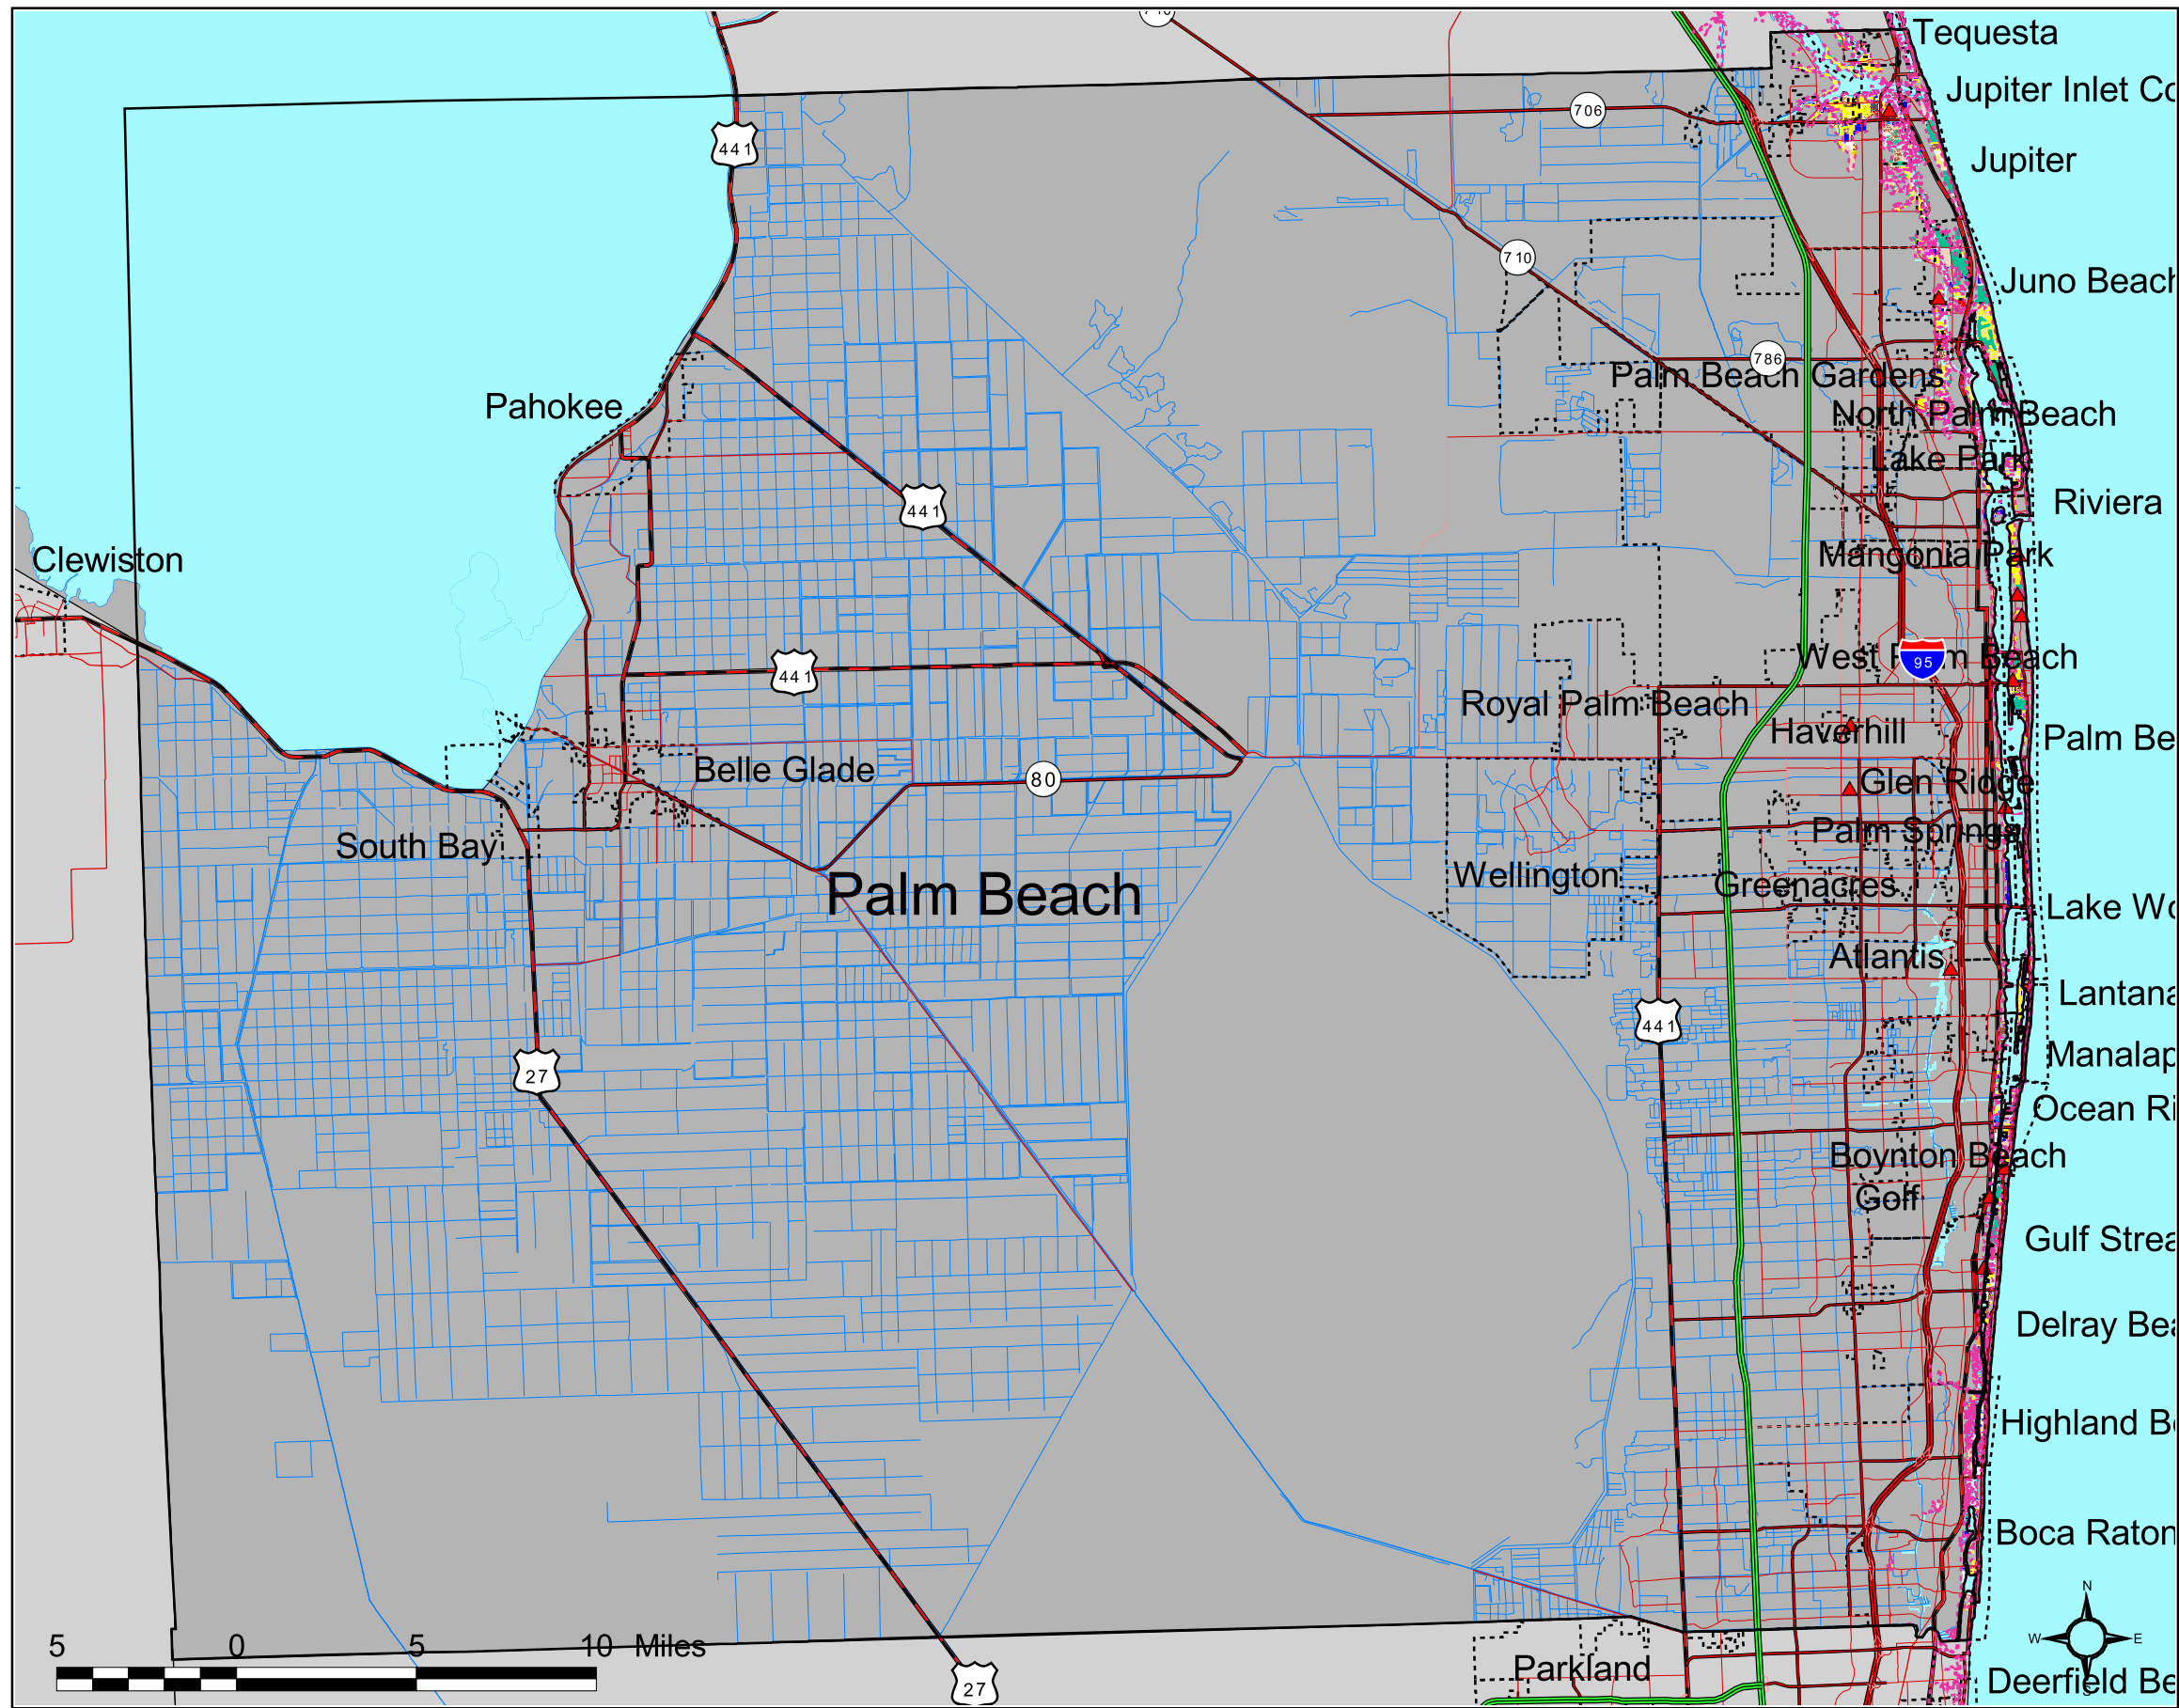 Tequesta
Jupiter Inlet Co
706
441
Jupiter
710
Juno Beach
786
Palm Beach Gardens
Pahokee
North Palm Beach
Lake Park
Riviera
441
Clewiston
Mangonia Park
West Palm Beach
95
441
Royal Palm Beach
Haverhill
Palm Be
Belle Glade
80
Glen Ridge
Palm Springs
South Bay
Wellington
Greenacres
Palm Beach
Lake Wo
Atlantis
Lantana
441
Manalap
27
Ocean Ri
Boynton Beach
Golf
Gulf Strea
Delray Bea
Highland Be
Boca Raton
N
W
E
S
5 0 5 10 Miles
Parkland
27
Deerfield Be